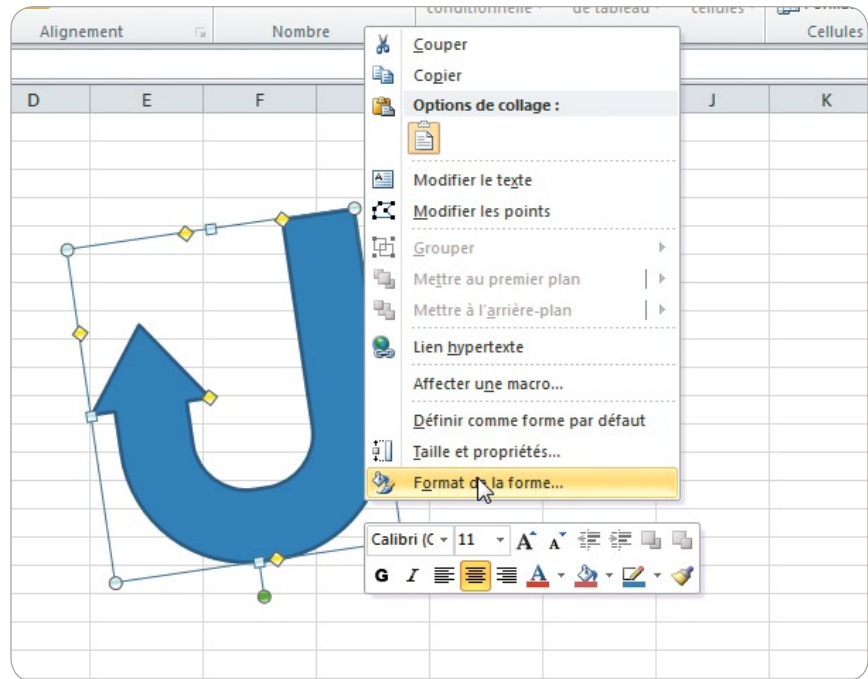 conditionnelle de tableau cellules
Alignement Nombre Cellules
D E F J K
Couper
Copier
Options de collage :
Modifier le texte
Modifier les points
Grouper
Mettre au premier plan
Mettre à l'arrière-plan
Lien hypertexte
Affecter une macro...
Définir comme forme par défaut
Taille et propriétés...
Format de la forme...
Calibri (C 11 A A
G I A